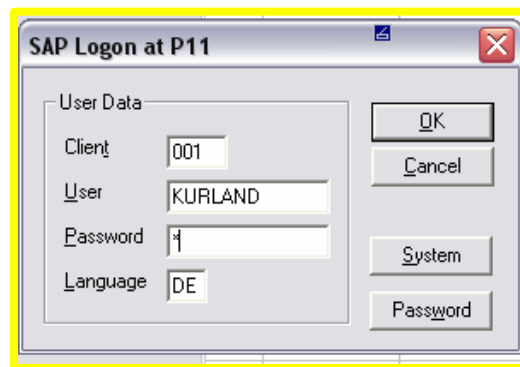 SAP Logon at P11
User Data
Client 001
User KURLAND
Password *
Language DE
OK
Cancel
System
Password